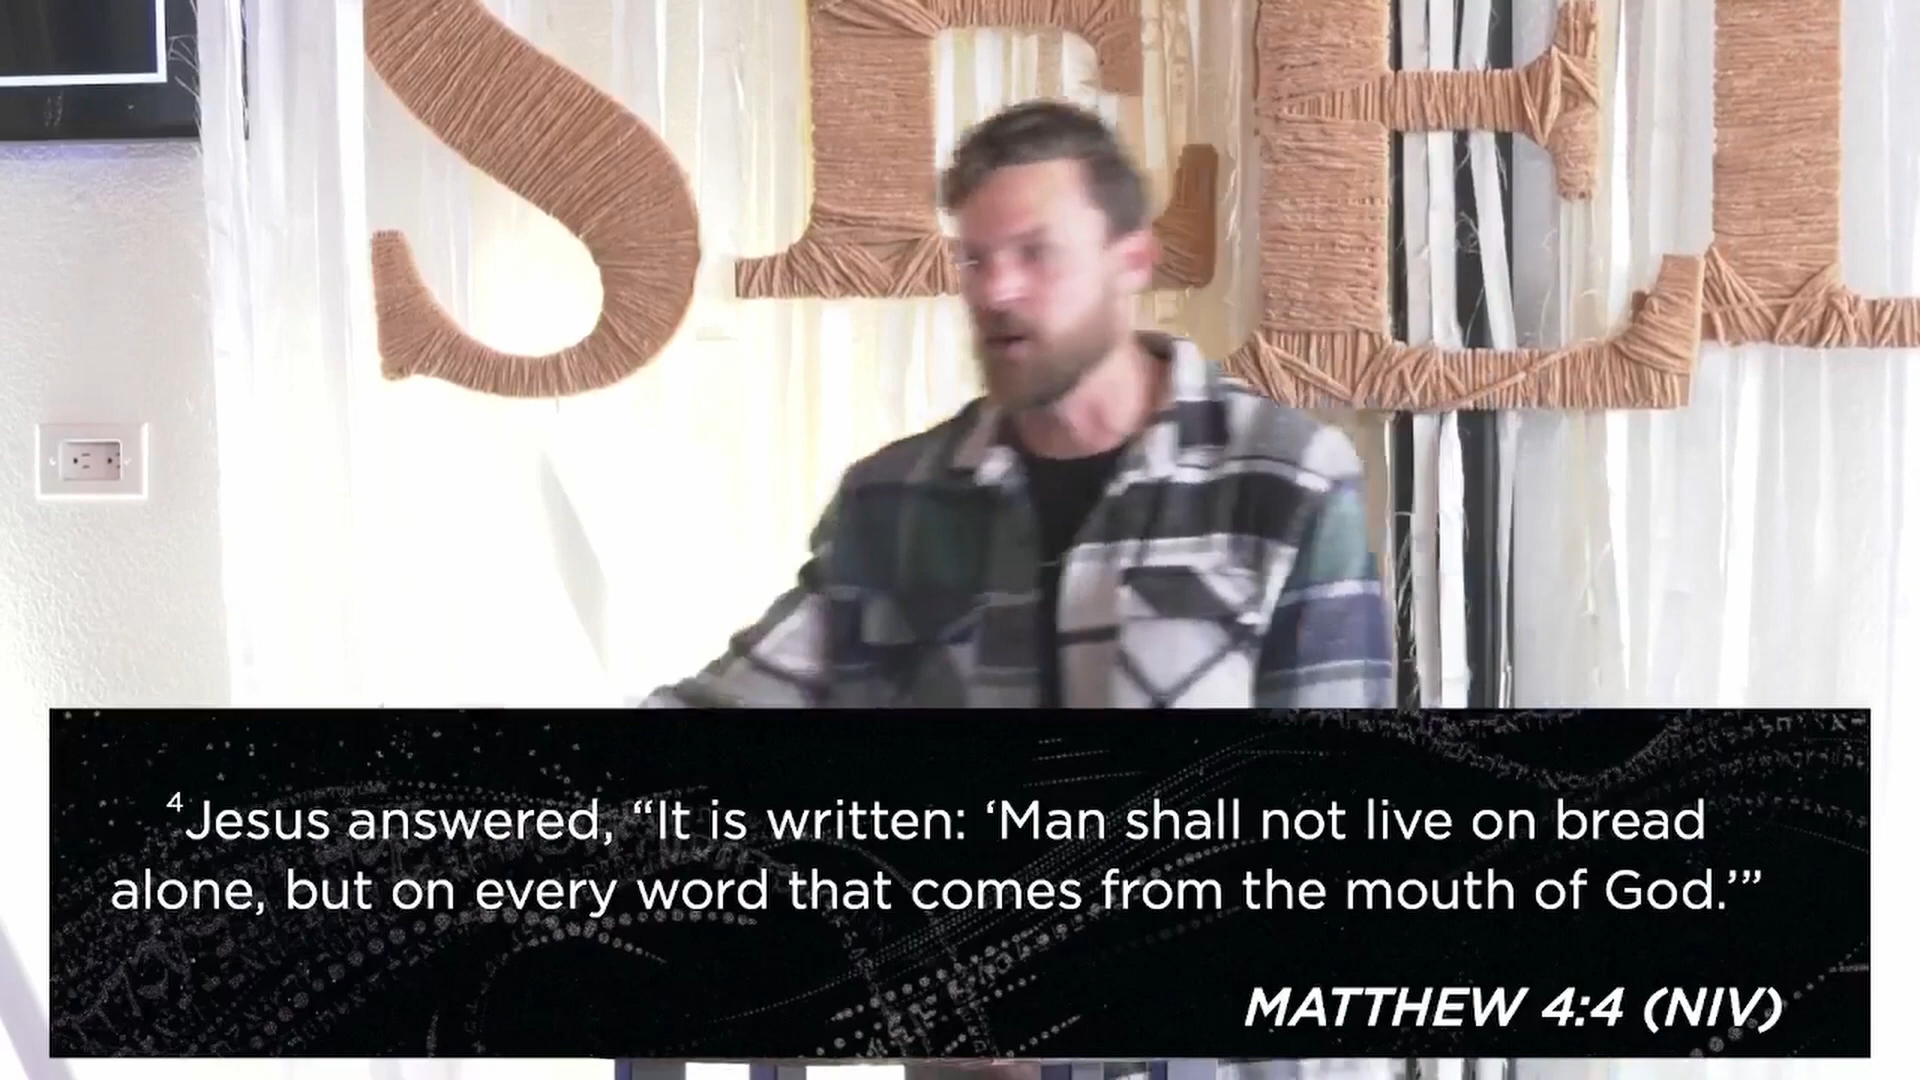 SEE
⁴Jesus answered, “It is written: ‘Man shall not live on bread
alone, but on every word that comes from the mouth of God.’”
MATTHEW 4:4 (NIV)